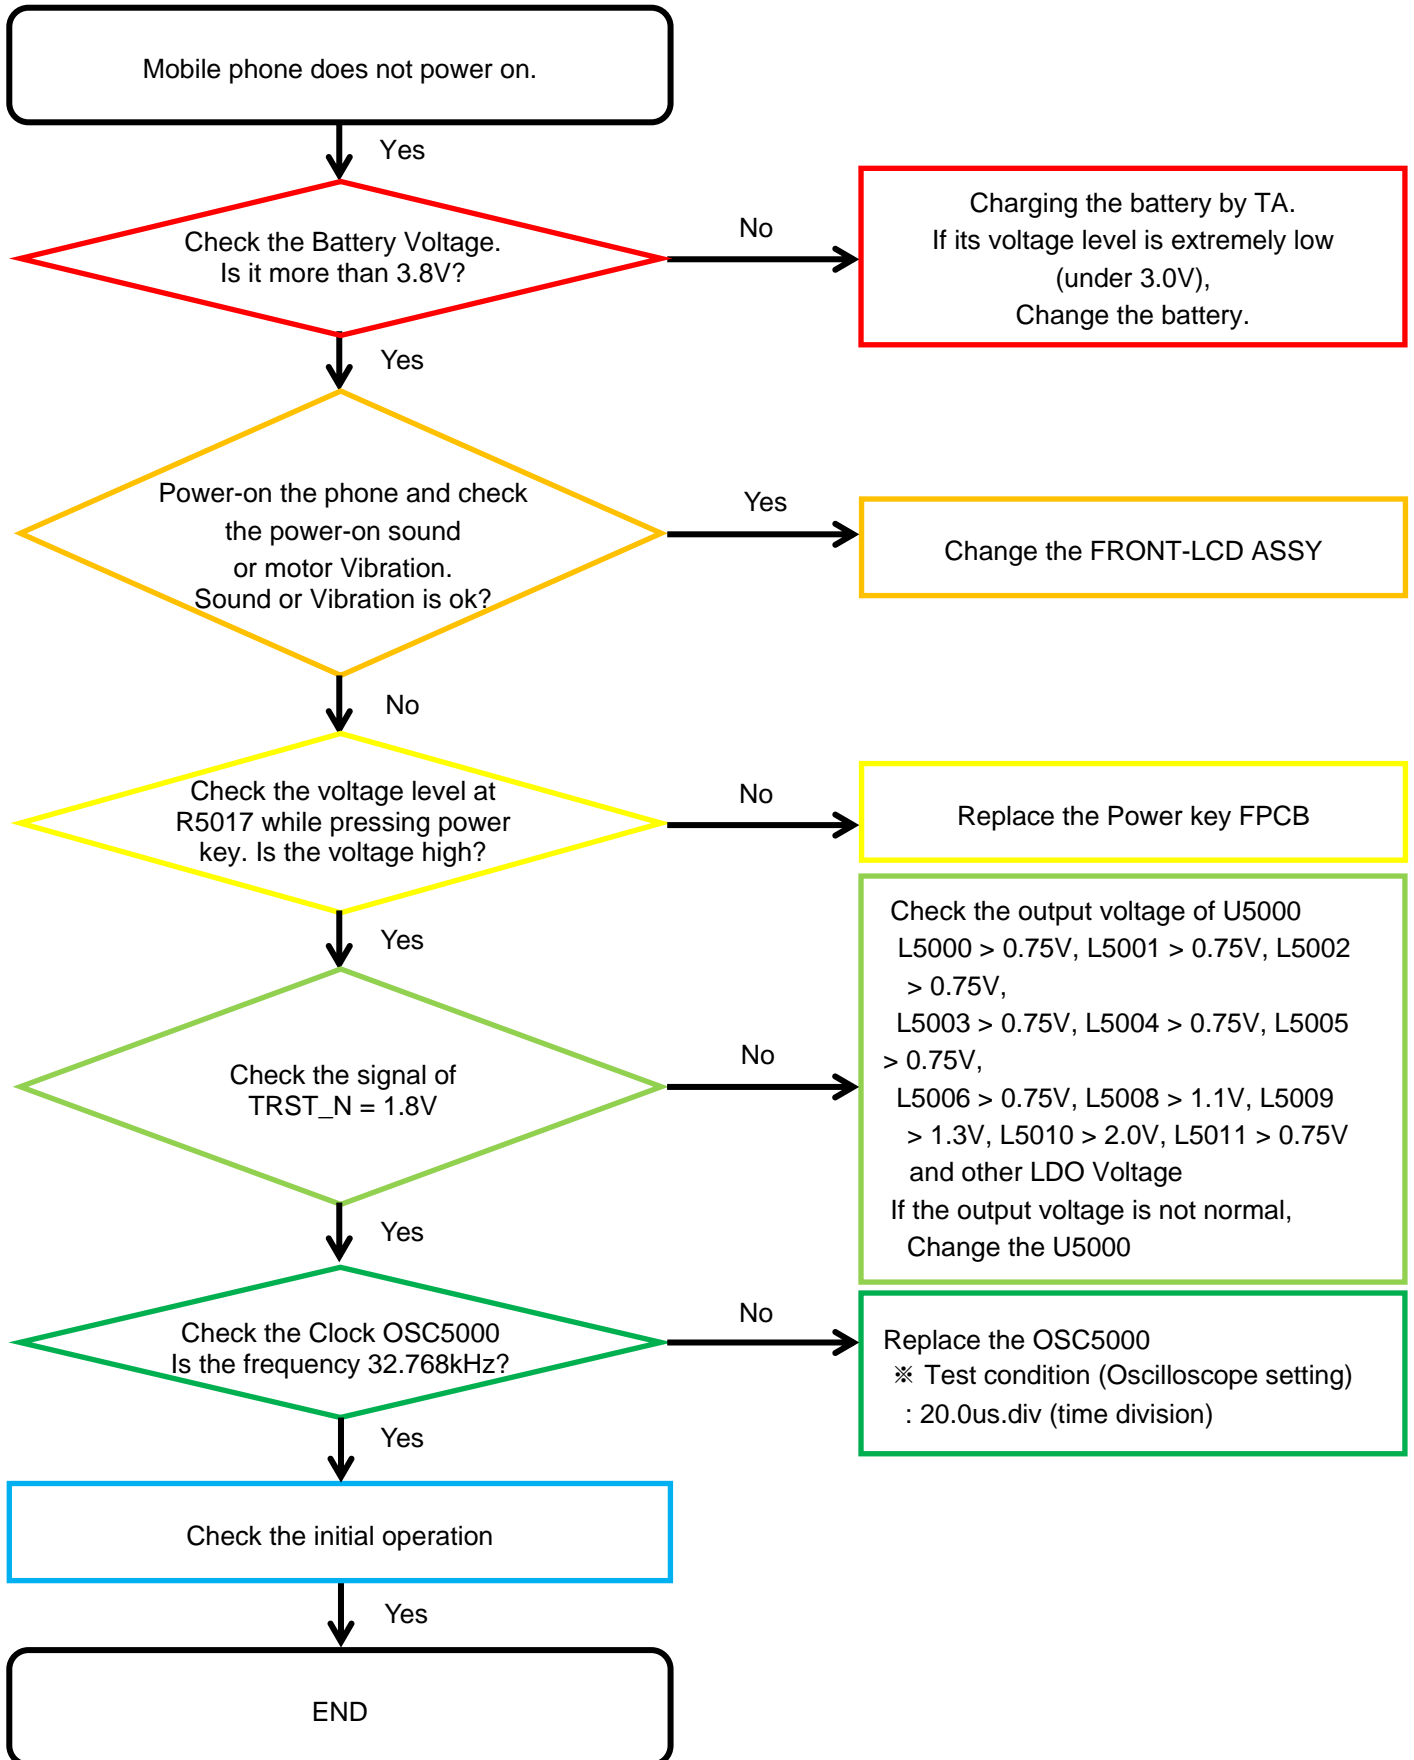 Mobile phone does not power on.
Yes
Check the Battery Voltage.
Is it more than 3.8V?
No
Charging the battery by TA.
If its voltage level is extremely low
(under 3.0V),
Change the battery.
Yes
Power-on the phone and check
the power-on sound
or motor Vibration.
Sound or Vibration is ok?
Yes
Change the FRONT-LCD ASSY
No
Check the voltage level at
R5017 while pressing power
key. Is the voltage high?
No
Replace the Power key FPCB
Yes
Check the signal of
TRST_N = 1.8V
No
Check the output voltage of U5000
L5000 > 0.75V, L5001 > 0.75V, L5002
> 0.75V,
L5003 > 0.75V, L5004 > 0.75V, L5005
> 0.75V,
L5006 > 0.75V, L5008 > 1.1V, L5009
> 1.3V, L5010 > 2.0V, L5011 > 0.75V
and other LDO Voltage
If the output voltage is not normal,
Change the U5000
Yes
Check the Clock OSC5000
Is the frequency 32.768kHz?
No
Replace the OSC5000
※ Test condition (Oscilloscope setting)
: 20.0us.div (time division)
Yes
Check the initial operation
Yes
END